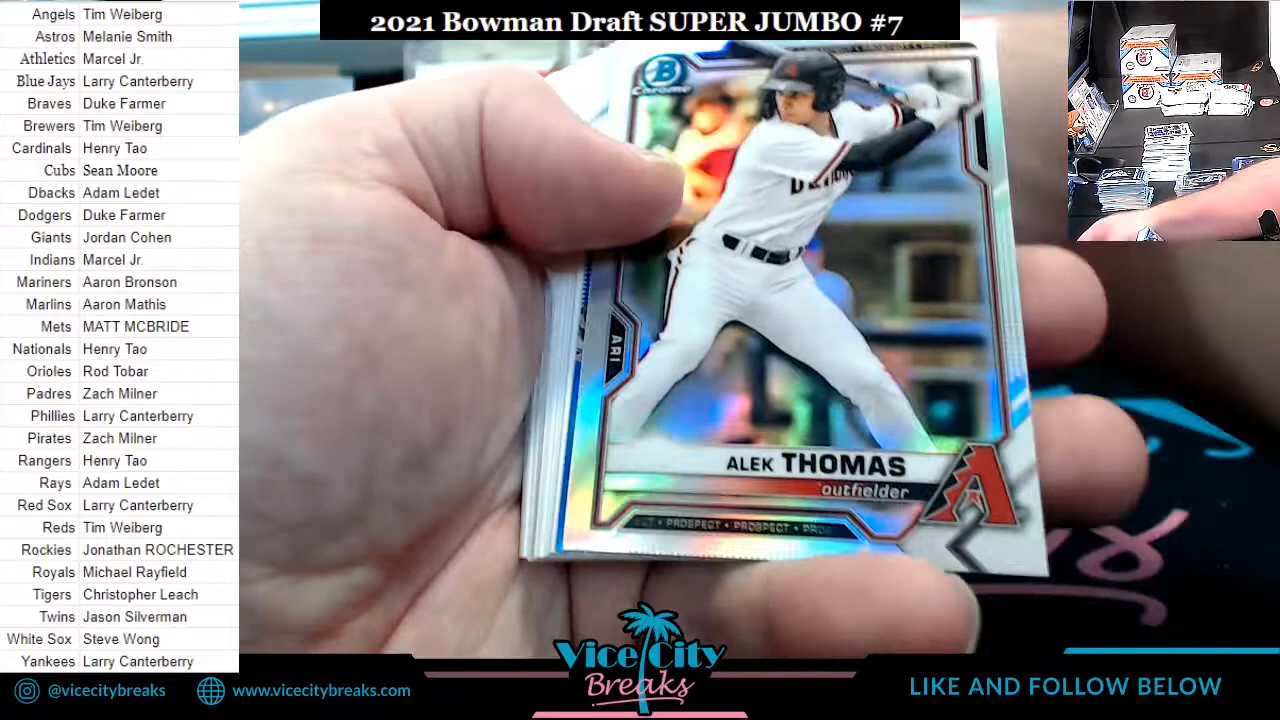 2021 Bowman Draft SUPER JUMBO #7
Angels Tim Weiberg
Astros Melanie Smith
Athletics Marcel Jr.
Blue Jays Larry Canterberry
Braves Duke Farmer
Brewers Tim Weiberg
Cardinals Henry Tao
Cubs Sean Moore
Dbacks Adam Ledet
Dodgers Duke Farmer
Giants Jordan Cohen
Indians Marcel Jr.
Mariners Aaron Bronson
Marlins Aaron Mathis
Mets MATT MCBRIDE
Nationals Henry Tao
Orioles Rod Tobar
Padres Zach Milner
Phillies Larry Canterberry
Pirates Zach Milner
Rangers Henry Tao
Rays Adam Ledet
Red Sox Larry Canterberry
Reds Tim Weiberg
Rockies Jonathan ROCHESTER
Royals Michael Rayfield
Tigers Christopher Leach
Twins Jason Silverman
White Sox Steve Wong
Yankees Larry Canterberry
B
Chrome
ARI
ALEK THOMAS
outfielder
PROSPECT • PROSPECT
@vicecitybreaks
www.vicecitybreaks.com
Vice City
Breaks
LIKE AND FOLLOW BELOW